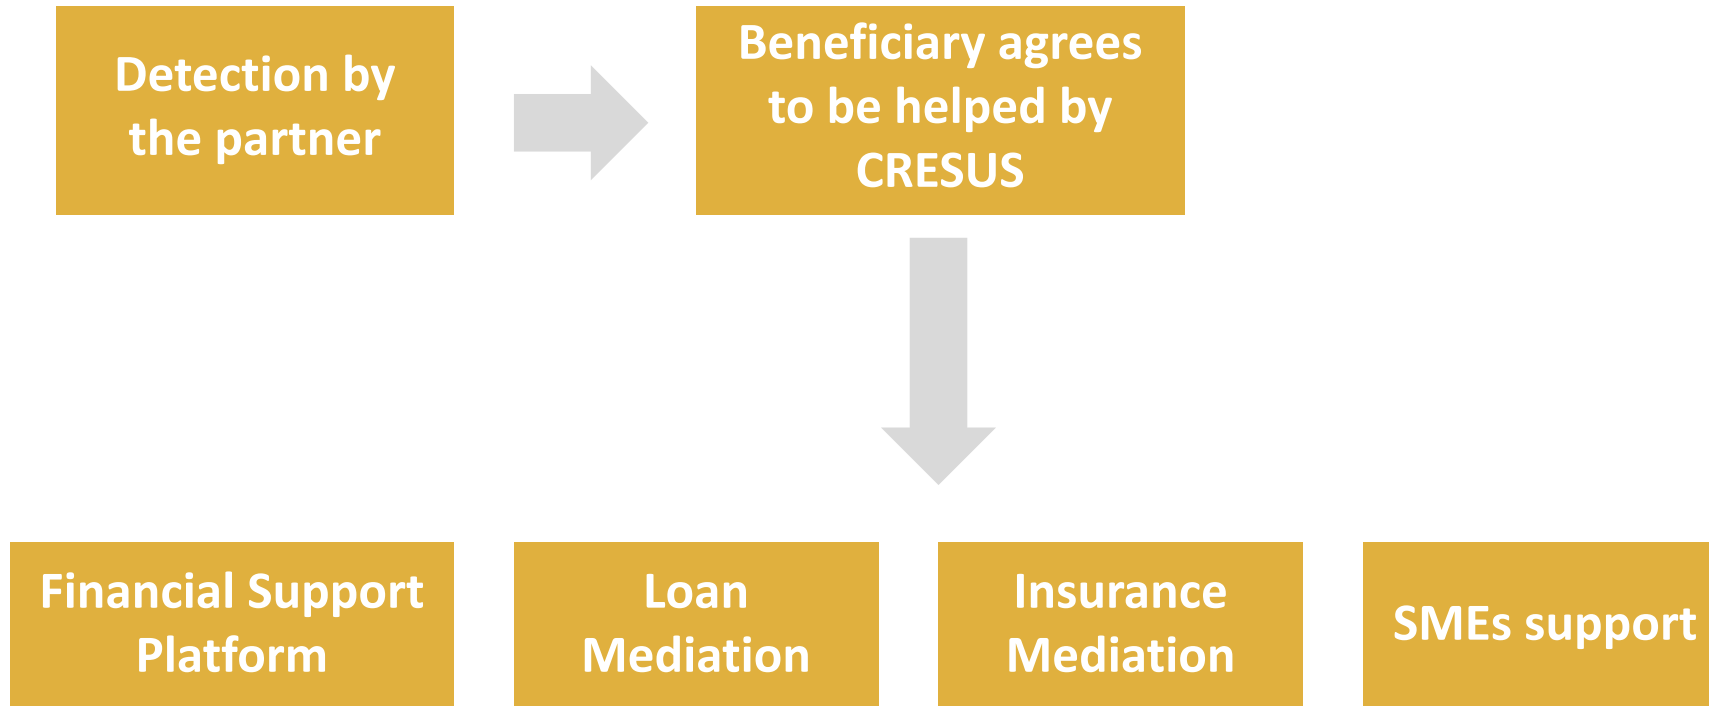 Detection by
the partner
Beneficiary agrees
to be helped by
CRESUS
Financial Support
Platform
Loan
Mediation
Insurance
Mediation
SMEs support